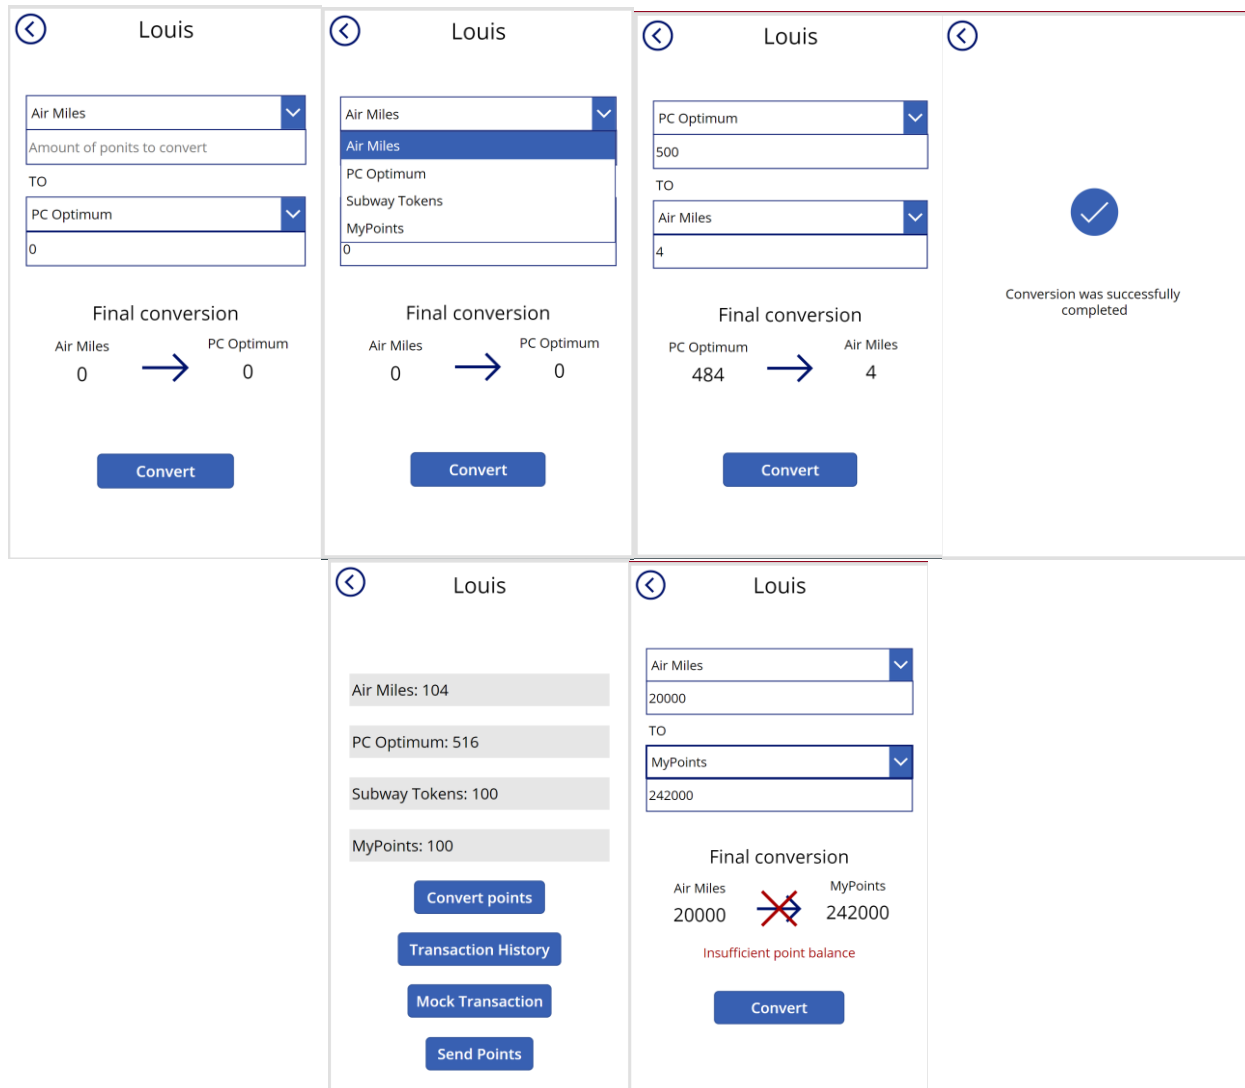 Louis
Air Miles
Amount of ponits to convert
TO
PC Optimum
0
Final conversion
Air Miles
PC Optimum
0
0
Convert
Louis
Air Miles
Air Miles
PC Optimum
Subway Tokens
MyPoints
0
Final conversion
Air Miles
PC Optimum
0
0
Convert
Louis
PC Optimum
500
TO
Air Miles
4
Final conversion
PC Optimum
Air Miles
484
4
Convert
Conversion was successfully
completed
Louis
Air Miles: 104
PC Optimum: 516
Subway Tokens: 100
MyPoints: 100
Convert points
Transaction History
Mock Transaction
Send Points
Louis
Air Miles
20000
TO
MyPoints
242000
Final conversion
Air Miles
MyPoints
20000
242000
Insufficient point balance
Convert